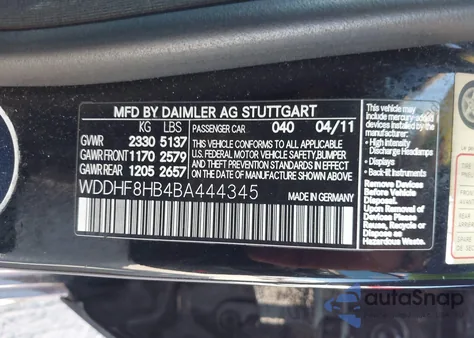 MFD BY DAIMLER AG STUTTGART
KG LBS
GVWR 2330 5137
GAWR FRONT 1170 2579
GAWR REAR 1205 2657
PASSENGER CAR 040 04/11
THIS VEHICLE CONFORMS TO ALL APPLICABLE
U.S. FEDERAL MOTOR VEHICLE SAFETY, BUMPER
AND THEFT PREVENTION STANDARDS IN EFFECT
ON THE DATE OF MANUFACTURE SHOWN ABOVE.
WDDHF8HB4BA444345
MADE IN GERMANY
This vehicle may
include mercury-added
devices installed by the
manufacturer:
- High-intensity Discharge
Headlamps
- Displays
- Back-lit Instruments
Remove Devices
Before Vehicle Disposal
Upon Removal of
Devices Please
Reuse, Recycle or
Dispose as
Hazardous Waste.
autoSnap